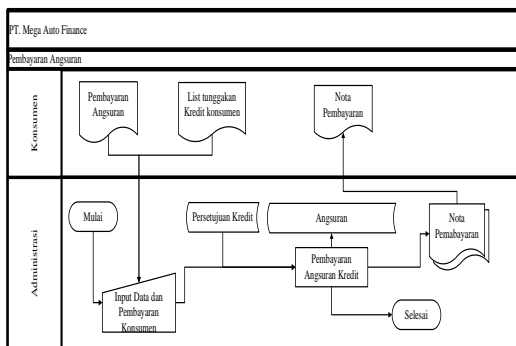 PT. Mega Auto Finance
Pembayaran Angsuran
Konsumen
Pembayaran
Angsuran
List tunggakan
Kredit konsumen
Nota
Pembayaran
Administrasi
Mulai
Persetujuan Kredit
Angsuran
Nota
Pemabayaran
Input Data dan
Pembayaran
Konsumen
Pembayaran
Angsuran Kredit
Selesai